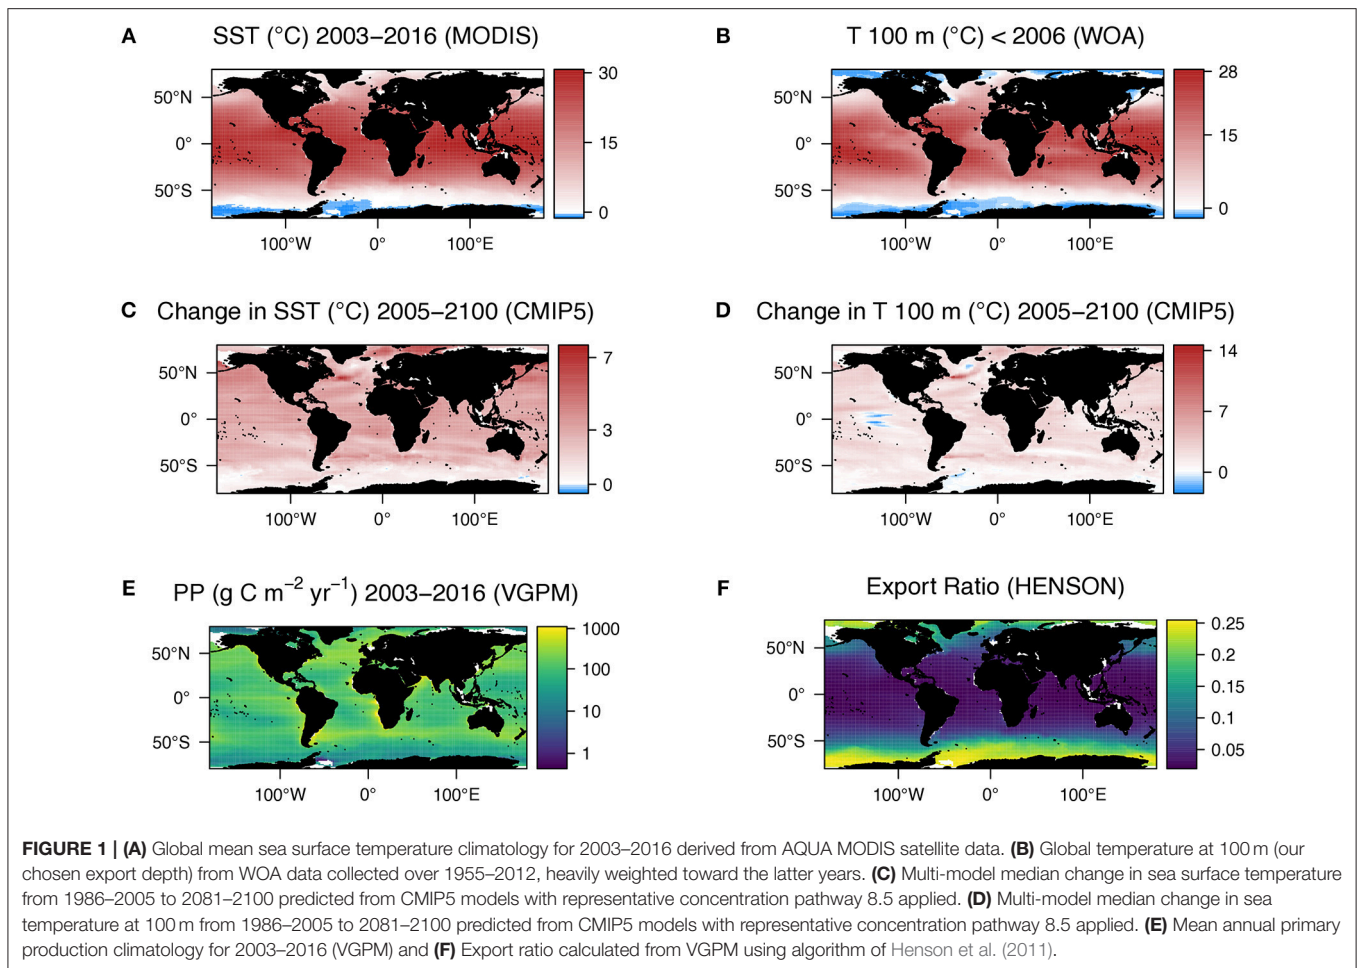 A SST (°C) 2003–2016 (MODIS)
50°N
0°
50°S
100°W 0° 100°E
30
15
0
B T 100 m (°C) < 2006 (WOA)
50°N
0°
50°S
100°W 0° 100°E
28
15
0
C Change in SST (°C) 2005–2100 (CMIP5)
50°N
0°
50°S
100°W 0° 100°E
7
3
0
D Change in T 100 m (°C) 2005–2100 (CMIP5)
50°N
0°
50°S
100°W 0° 100°E
14
7
0
E PP (g C m⁻² yr⁻¹) 2003–2016 (VGPM)
50°N
0°
50°S
100°W 0° 100°E
1000
100
10
1
F Export Ratio (HENSON)
50°N
0°
50°S
100°W 0° 100°E
0.25
0.2
0.15
0.1
0.05
FIGURE 1 | (A) Global mean sea surface temperature climatology for 2003–2016 derived from AQUA MODIS satellite data. (B) Global temperature at 100 m (our
chosen export depth) from WOA data collected over 1955–2012, heavily weighted toward the latter years. (C) Multi-model median change in sea surface temperature
from 1986–2005 to 2081–2100 predicted from CMIP5 models with representative concentration pathway 8.5 applied. (D) Multi-model median change in sea
temperature at 100 m from 1986–2005 to 2081–2100 predicted from CMIP5 models with representative concentration pathway 8.5 applied. (E) Mean annual primary
production climatology for 2003–2016 (VGPM) and (F) Export ratio calculated from VGPM using algorithm of Henson et al. (2011).